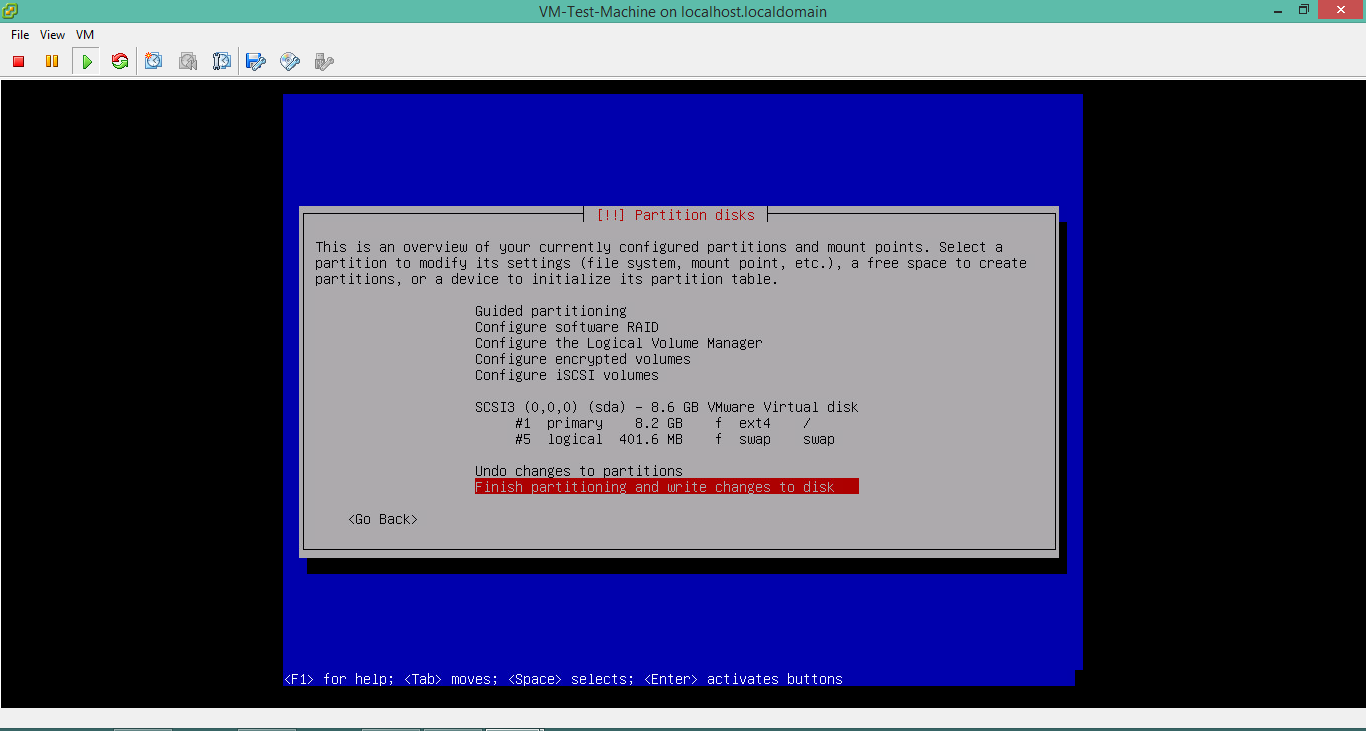 VM-Test-Machine on localhost.localdomain
File View VM
[!!] Partition disks
This is an overview of your currently configured partitions and mount points. Select a
partition to modify its settings (file system, mount point, etc.), a free space to create
partitions, or a device to initialize its partition table.
Guided partitioning
Configure software RAID
Configure the Logical Volume Manager
Configure encrypted volumes
Configure iSCSI volumes
SCSI3 (0,0,0) (sda) - 8.6 GB VMware Virtual disk
#1 primary 8.2 GB f ext4 /
#5 logical 401.6 MB f swap swap
Undo changes to partitions
Finish partitioning and write changes to disk
<Go Back>
<F1> for help; <Tab> moves; <Space> selects; <Enter> activates buttons